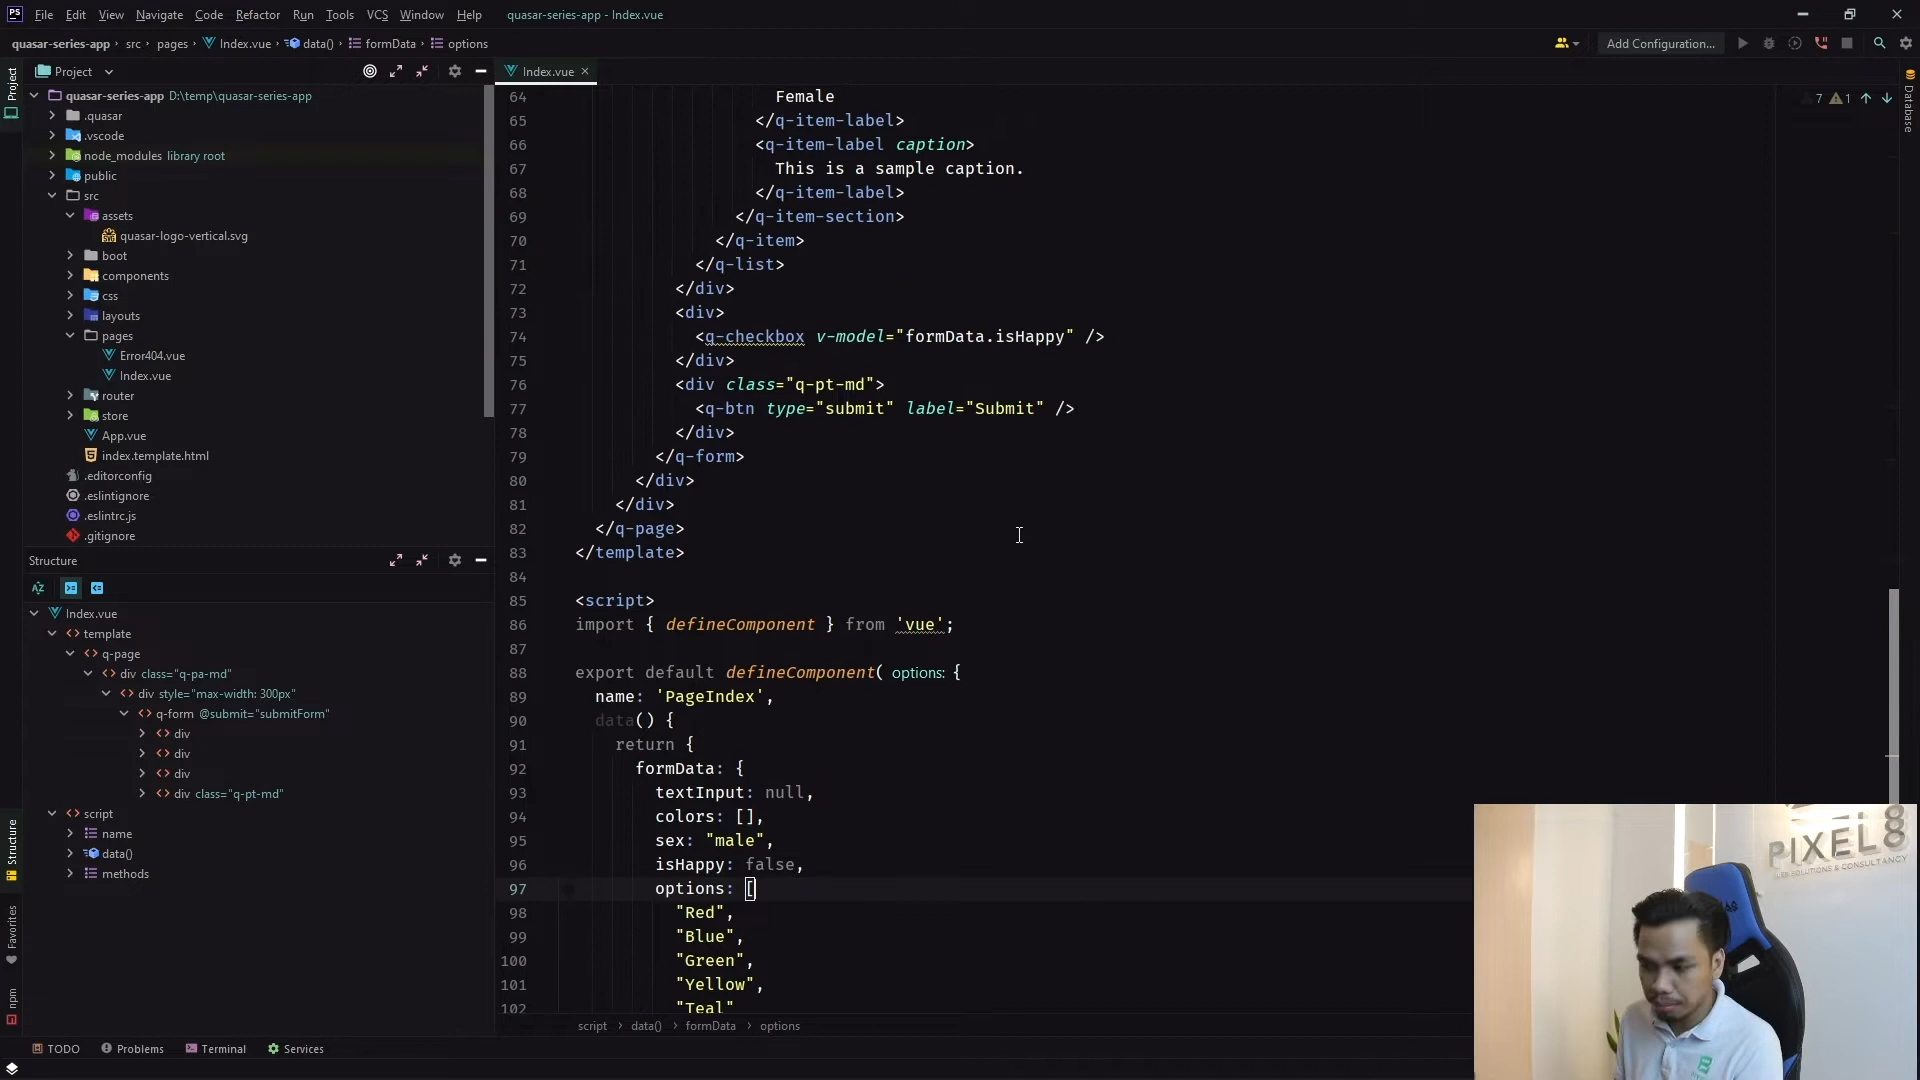 PS File Edit View Navigate Code Refactor Run Tools VCS Window Help quasar-series-app - Index.vue
quasar-series-app src pages Index.vue data() formData options
Add Configuration...
Project
Project
Index.vue
quasar-series-app D:\temp\quasar-series-app
.quasar
.vscode
node_modules library root
public
src
assets
quasar-logo-vertical.svg
boot
components
css
layouts
pages
Error404.vue
Index.vue
router
store
App.vue
index.template.html
.editorconfig
.eslintignore
.eslintrc.js
.gitignore
Structure
Index.vue
template
q-page
div class="q-pa-md"
div style="max-width: 300px"
q-form @submit="submitForm"
div
div
div
div class="q-pt-md"
script
name
data()
methods
Structure
Favorites
npm
7 1
Database
64 Female
65 </q-item-label>
66 <q-item-label caption>
67 This is a sample caption.
68 </q-item-label>
69 </q-item-section>
70 </q-item>
71 </q-list>
72 </div>
73 <div>
74 <q-checkbox v-model="formData.isHappy" />
75 </div>
76 <div class="q-pt-md">
77 <q-btn type="submit" label="Submit" />
78 </div>
79 </q-form>
80 </div>
81 </div>
82 </q-page>
83 </template>
84
85 <script>
86 import { defineComponent } from 'vue';
87
88 export default defineComponent( options: {
89 name: 'PageIndex',
90 data() {
91 return {
92 formData: {
93 textInput: null,
94 colors: [],
95 sex: "male",
96 isHappy: false,
97 options: [
98 "Red",
99 "Blue",
100 "Green",
101 "Yellow",
102 "Teal"
script data() formData options
TODO Problems Terminal Services
PIXEL8
WEB SOLUTIONS & CONSULTANCY